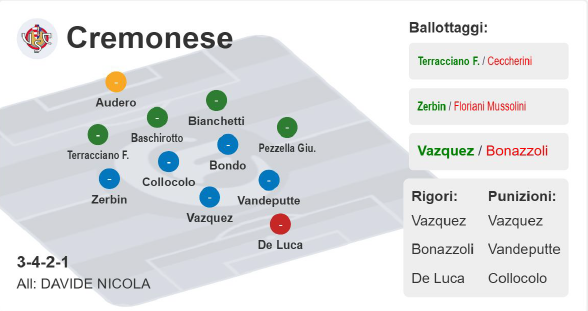 Cremonese
Audero
Bianchetti
Baschirotto
Terracciano F.
Pezzella Giu.
Bondo
Collocolo
Zerbin
Vandeputte
Vazquez
De Luca
3-4-2-1
All: DAVIDE NICOLA
Ballottaggi:
Terracciano F. / Ceccherini
Zerbin / Floriani Mussolini
Vazquez / Bonazzoli
Rigori: Punizioni:
Vazquez Vazquez
Bonazzoli Vandeputte
De Luca Collocolo